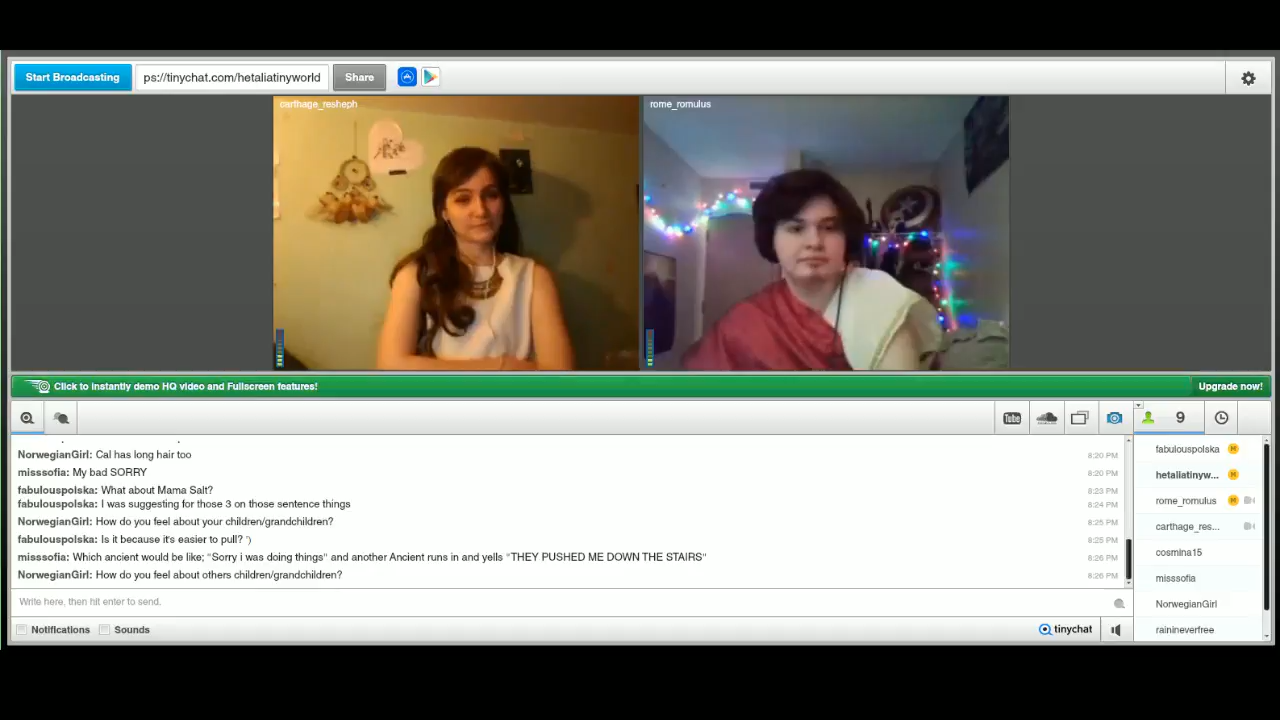 Start Broadcasting
ps://tinychat.com/hetaliatinyworld
Share
carthage_resheph
rome_romulus
Click to instantly demo HQ video and Fullscreen features!
Upgrade now!
You Tube
9
NorwegianGirl: Cal has long hair too
8:20 PM
misssofia: My bad SORRY
8:20 PM
fabulouspolska: What about Mama Salt?
8:23 PM
fabulouspolska: I was suggesting for those 3 on those sentence things
8:24 PM
NorwegianGirl: How do you feel about your children/grandchildren?
8:25 PM
fabulouspolska: Is it because it's easier to pull? ')
8:25 PM
misssofia: Which ancient would be like; "Sorry i was doing things" and another Ancient runs in and yells "THEY PUSHED ME DOWN THE STAIRS"
8:26 PM
NorwegianGirl: How do you feel about others children/grandchildren?
8:26 PM
fabulouspolska M
hetaliatinyw... M
rome_romulus M
carthage_res...
cosmina15
misssofia
NorwegianGirl
rainineverfree
Write here, then hit enter to send.
Notifications
Sounds
tinychat